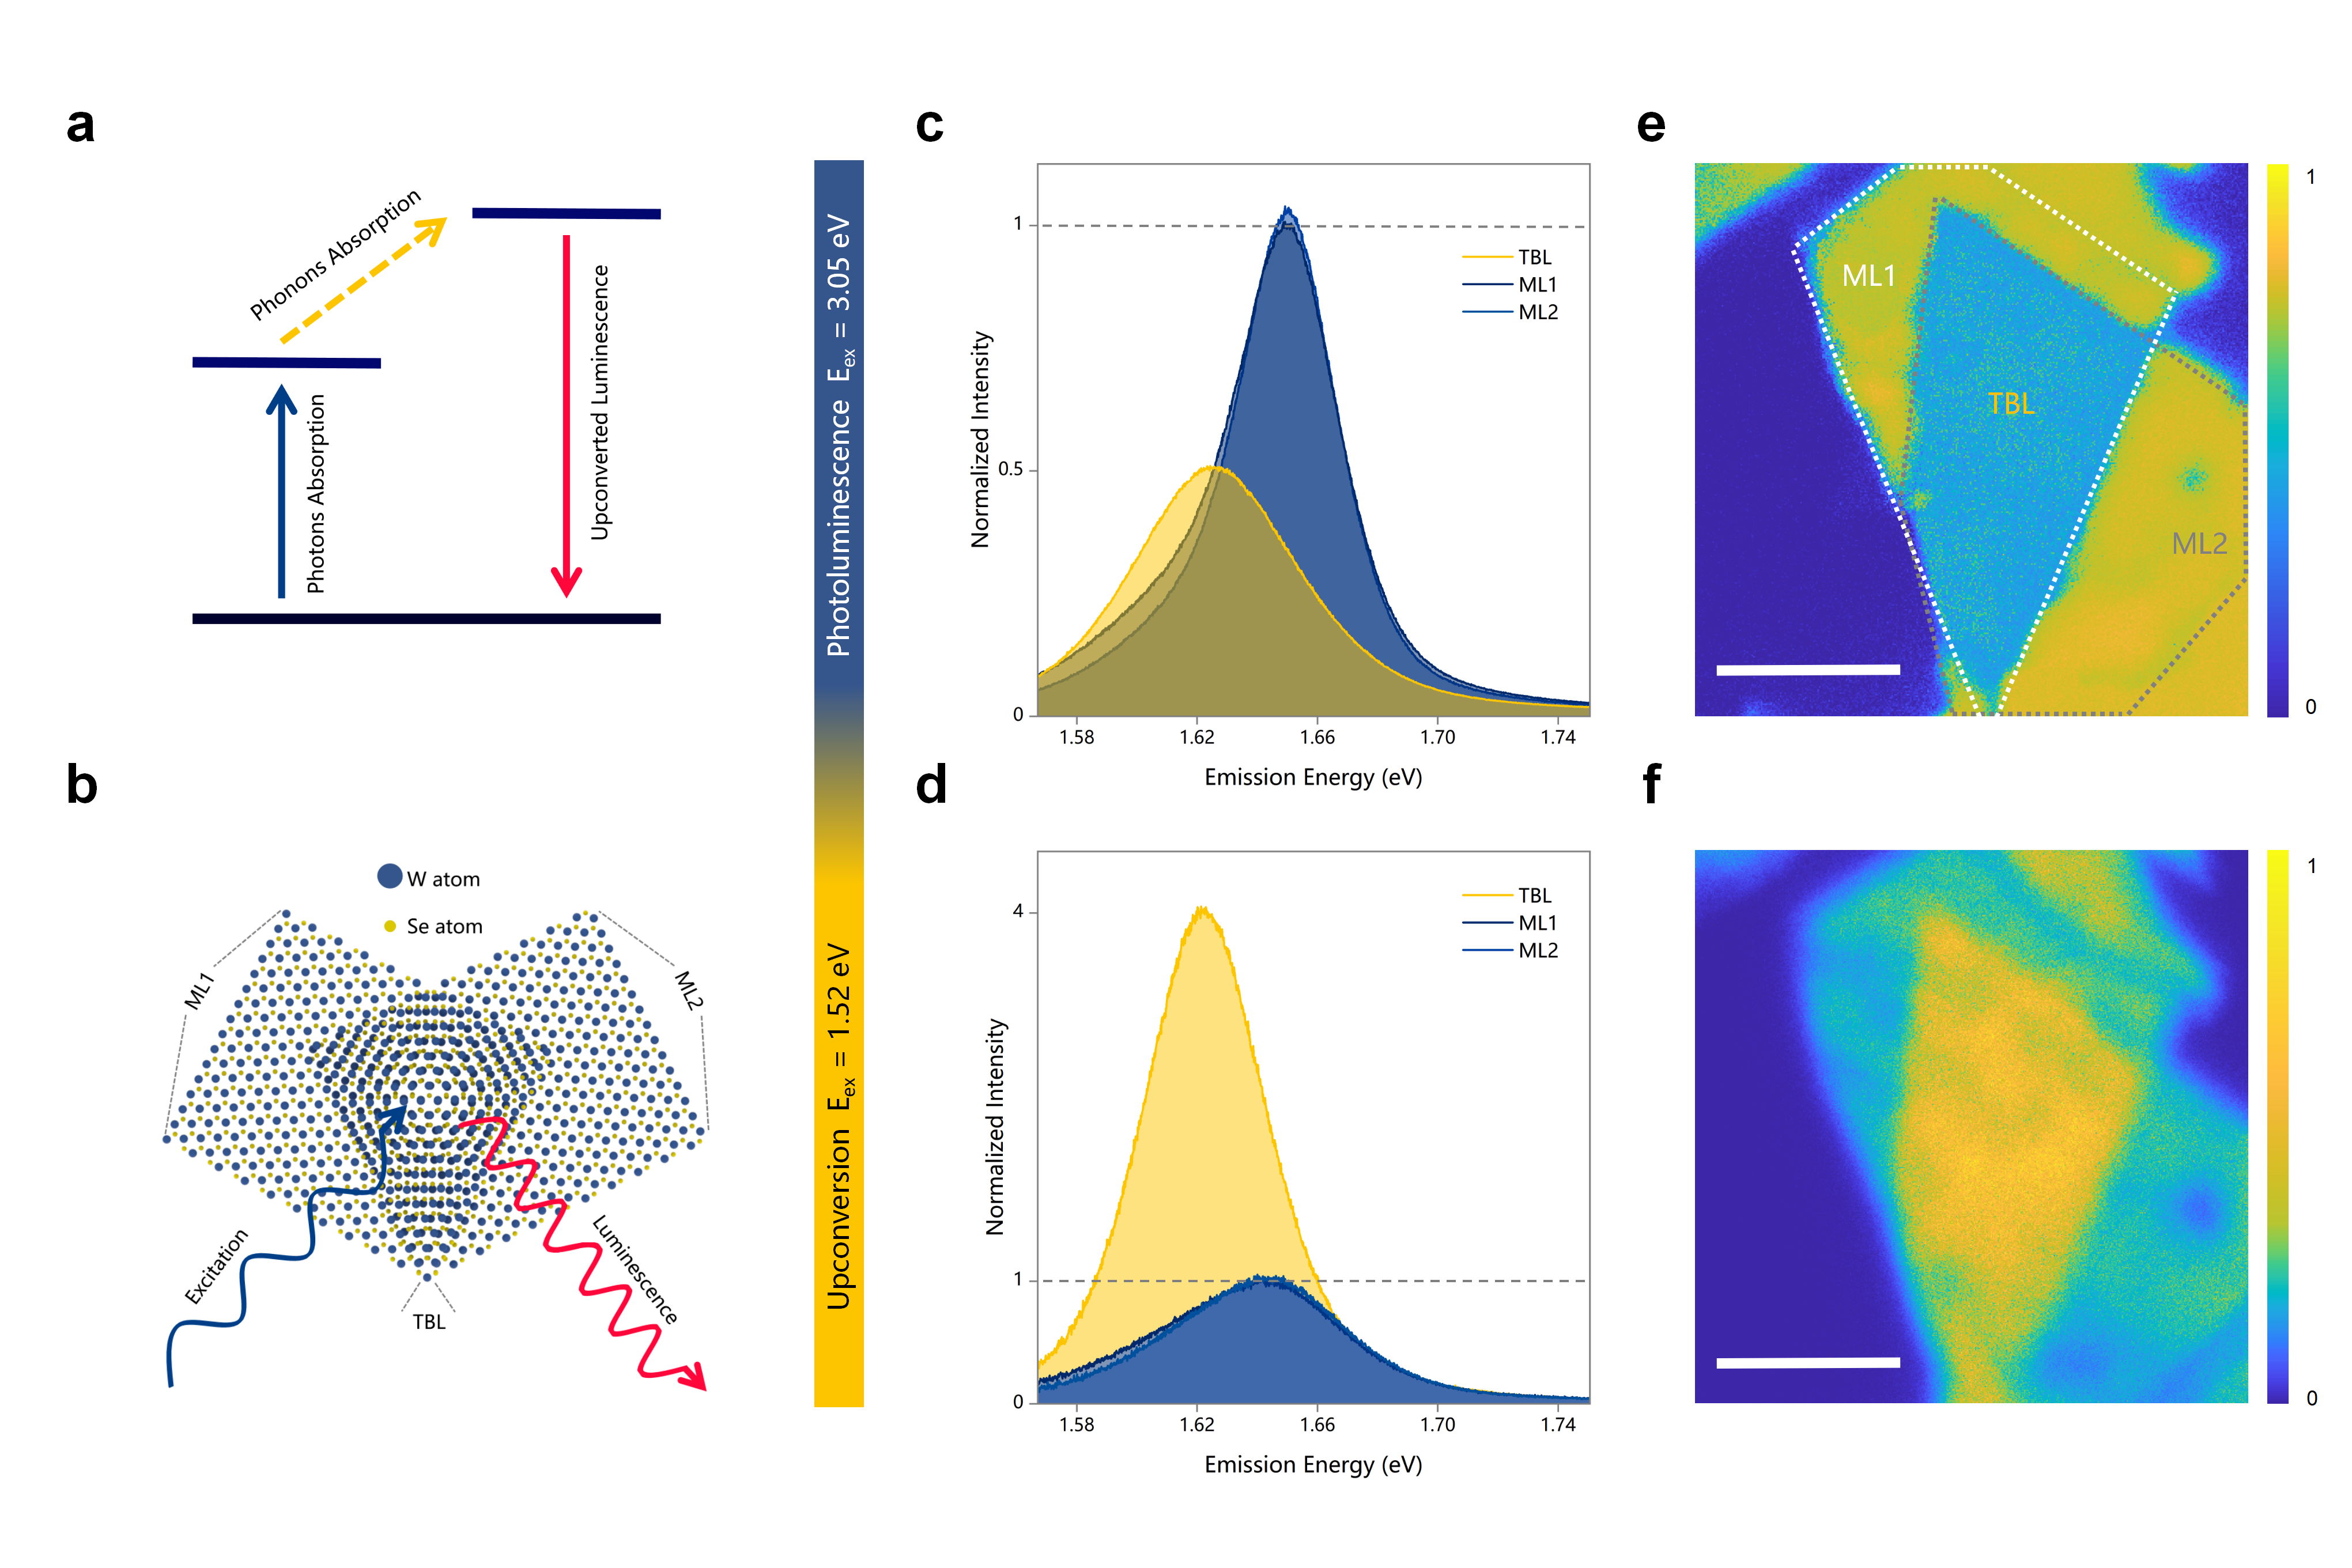 a
Phonons Absorption
Photons Absorption
Upconverted Luminescence
b
W atom
Se atom
ML1
ML2
TBL
Excitation
Luminescence
Photoluminescence Eex = 3.05 eV
Upconversion Eex = 1.52 eV
c
Normalized Intensity
1
0.5
0
TBL
ML1
ML2
1.58 1.62 1.66 1.70 1.74
Emission Energy (eV)
d
Normalized Intensity
4
1
0
TBL
ML1
ML2
1.58 1.62 1.66 1.70 1.74
Emission Energy (eV)
e
ML1
TBL
ML2
1
0
f
1
0